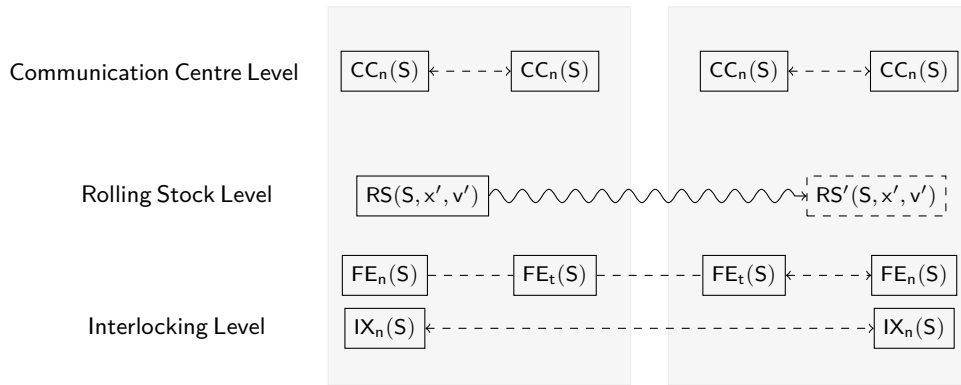 Communication Centre Level CCₙ(S) CCₙ(S) CCₙ(S) CCₙ(S)
Rolling Stock Level RS(S, x′, v′) RS′(S, x′, v′)
FEₙ(S) FEₜ(S) FEₜ(S) FEₙ(S)
Interlocking Level IXₙ(S) IXₙ(S)